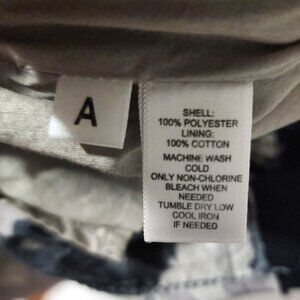 A
SHELL:
100% POLYESTER
LINING:
100% COTTON
MACHINE WASH
COLD
ONLY NON-CHLORINE
BLEACH WHEN
NEEDED
TUMBLE DRY LOW
COOL IRON
IF NEEDED